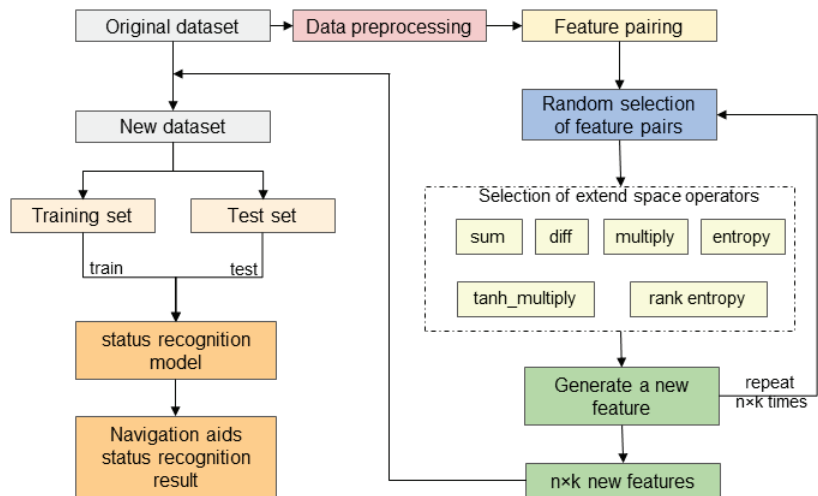 Original dataset
Data preprocessing
Feature pairing
Random selection
of feature pairs
New dataset
Selection of extend space operators
Training set
Test set
sum
diff
multiply
entropy
train
test
tanh_multiply
rank entropy
status recognition
model
Generate a new
feature
repeat
n×k times
Navigation aids
status recognition
result
n×k new features